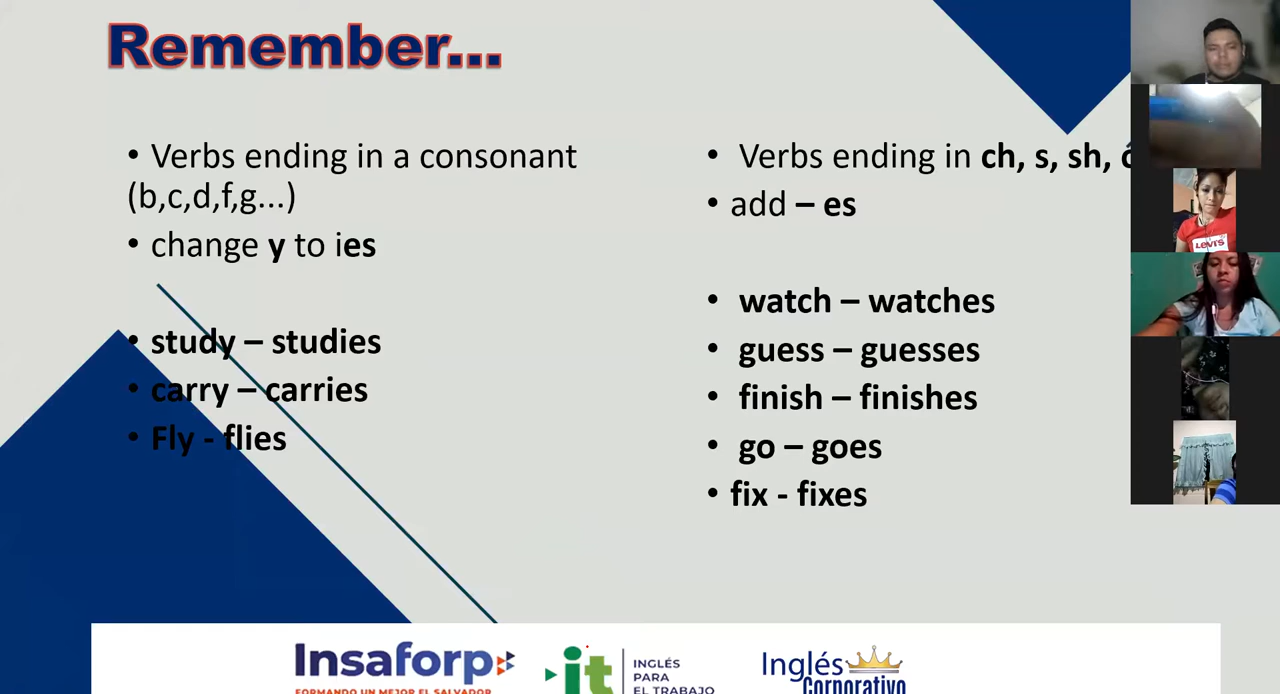 Remember...
• Verbs ending in a consonant
(b,c,d,f,g...)
• change y to ies
• study – studies
• carry – carries
• Fly - flies
• Verbs ending in ch, s, sh,
• add – es
• watch – watches
• guess – guesses
• finish – finishes
• go – goes
• fix - fixes
LEVI'S
Insaforp
FORMANDO UN MEJOR EL SALVADOR
it
INGLÉS
PARA
EL TRABAJO
Inglés
Corporativo